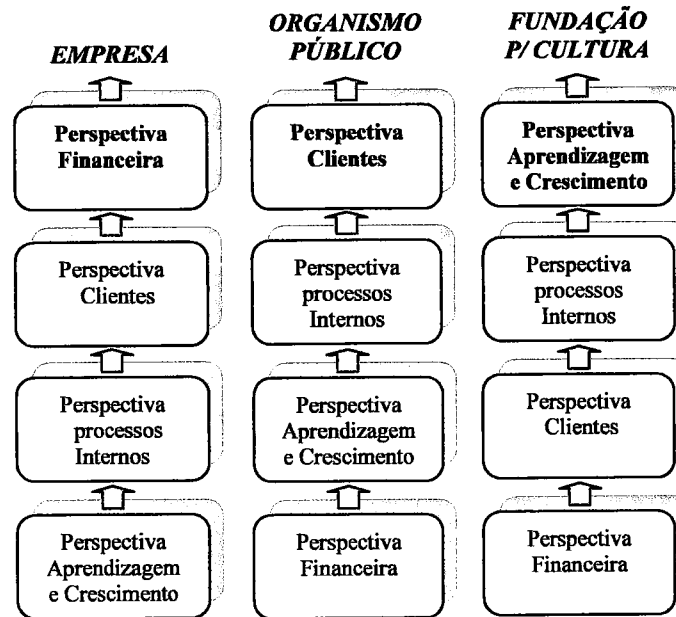 EMPRESA
ORGANISMO
PÚBLICO
FUNDAÇÃO
P/ CULTURA
Perspectiva
Financeira
Perspectiva
Clientes
Perspectiva
Aprendizagem
e Crescimento
Perspectiva
Clientes
Perspectiva
processos
Internos
Perspectiva
processos
Internos
Perspectiva
processos
Internos
Perspectiva
Aprendizagem
e Crescimento
Perspectiva
Clientes
Perspectiva
Aprendizagem
e Crescimento
Perspectiva
Financeira
Perspectiva
Financeira